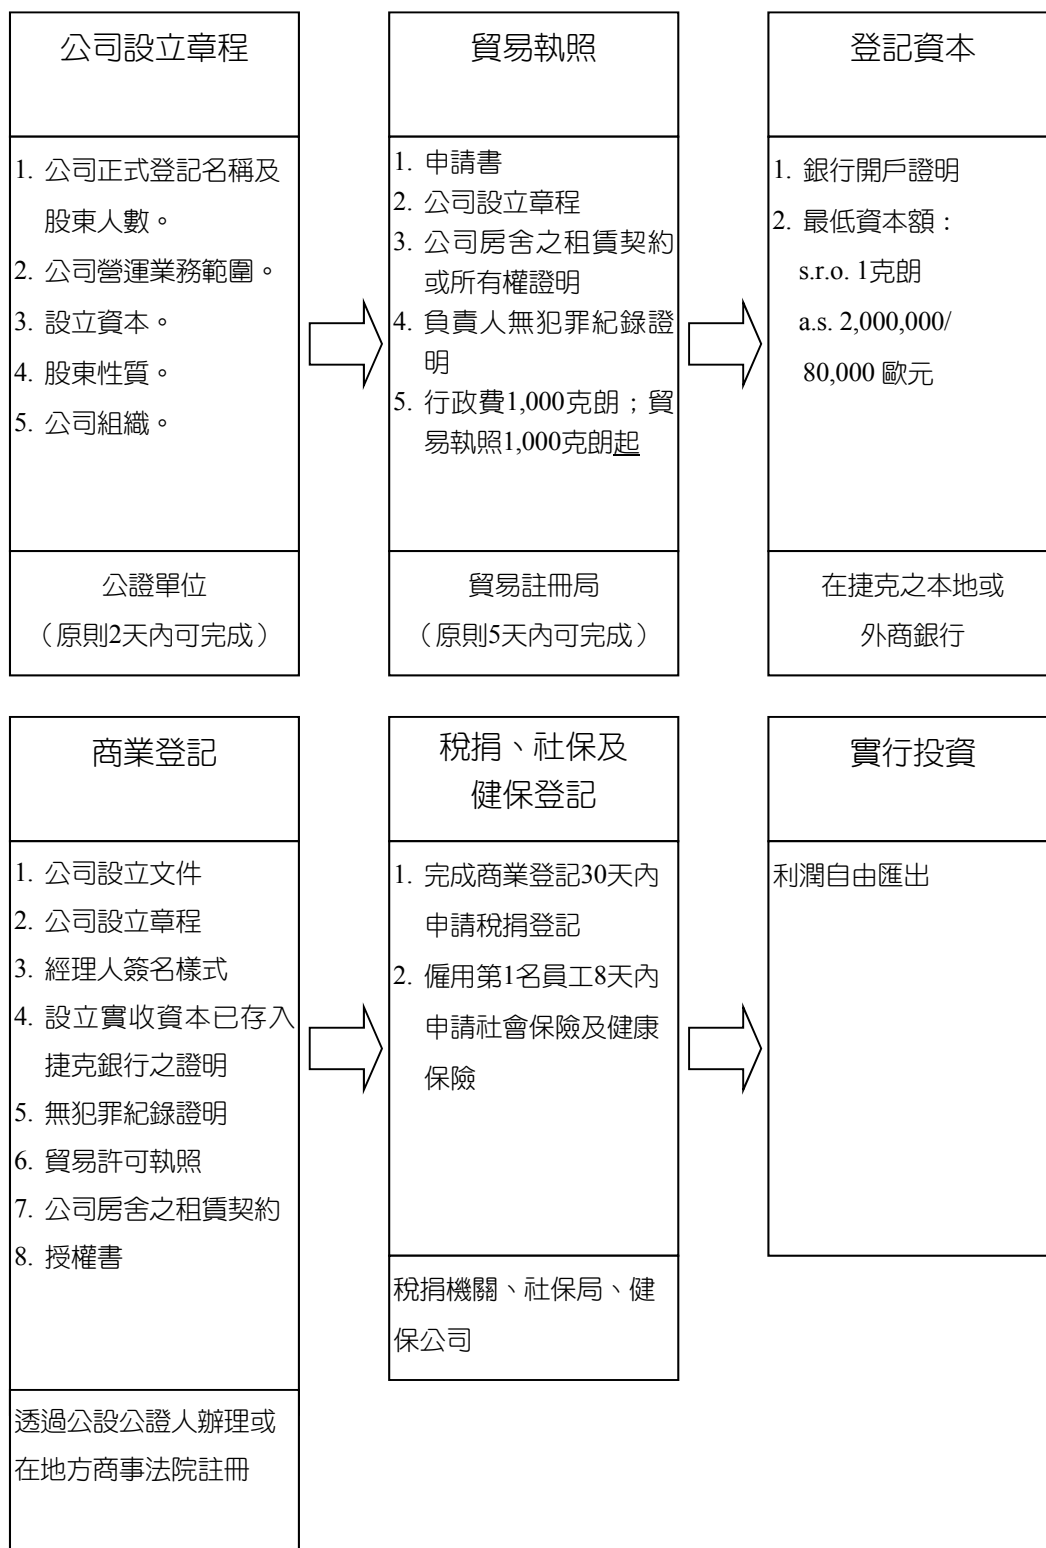 公司設立章程
1. 公司正式登記名稱及
股東人數。
2. 公司營運業務範圍。
3. 設立資本。
4. 股東性質。
5. 公司組織。
公證單位
（原則2天內可完成）
貿易執照
1. 申請書
2. 公司設立章程
3. 公司房舍之租賃契約
或所有權證明
4. 負責人無犯罪紀錄證
明
5. 行政費1,000克朗；貿
易執照1,000克朗起
貿易註冊局
（原則5天內可完成）
登記資本
1. 銀行開戶證明
2. 最低資本額：
s.r.o. 1克朗
a.s. 2,000,000/
80,000 歐元
在捷克之本地或
外商銀行
商業登記
1. 公司設立文件
2. 公司設立章程
3. 經理人簽名樣式
4. 設立實收資本已存入
捷克銀行之證明
5. 無犯罪紀錄證明
6. 貿易許可執照
7. 公司房舍之租賃契約
8. 授權書
透過公設公證人辦理或
在地方商事法院註冊
稅捐、社保及
健保登記
1. 完成商業登記30天內
申請稅捐登記
2. 僱用第1名員工8天內
申請社會保險及健康
保險
稅捐機關、社保局、健
保公司
實行投資
利潤自由匯出